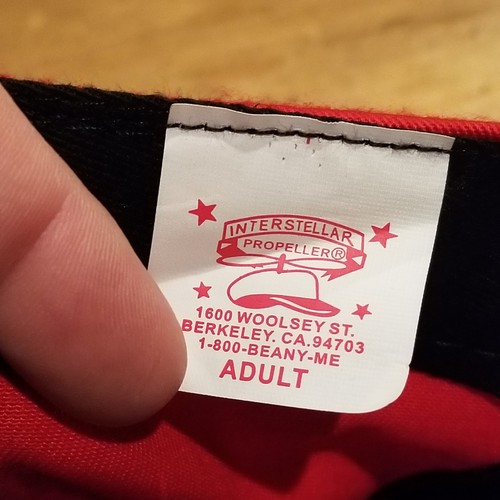 INTERSTELLAR
PROPELLER®
1600 WOOLSEY ST.
BERKELEY. CA. 94703
1-800-BEANY-ME
ADULT